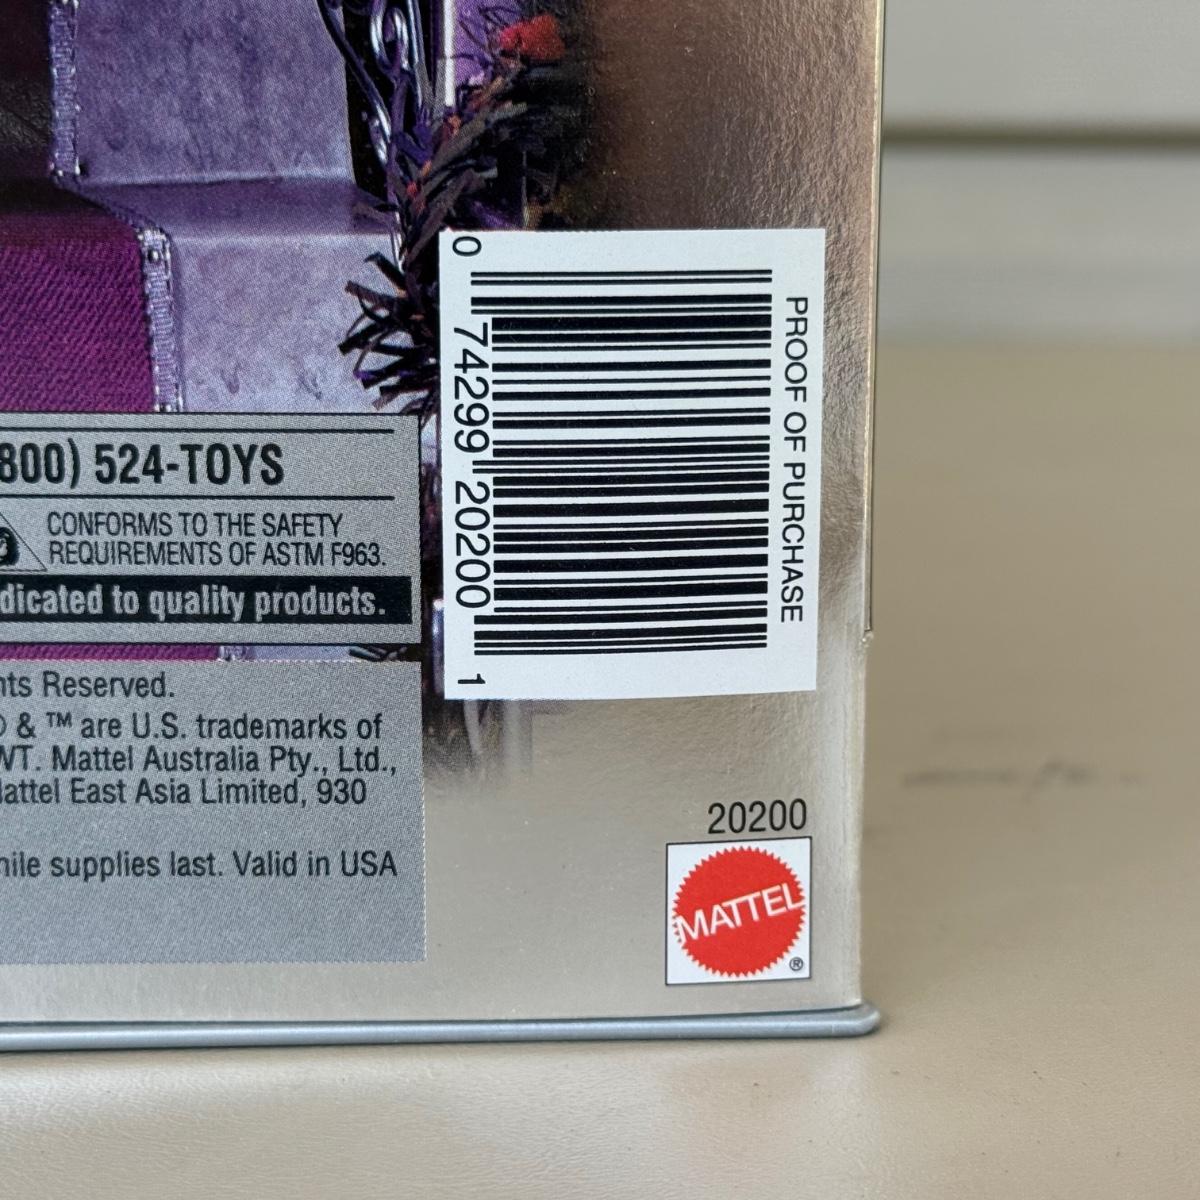 0 74299 20200 1
PROOF OF PURCHASE
800) 524-TOYS
CONFORMS TO THE SAFETY
REQUIREMENTS OF ASTM F963.
dicated to quality products.
nts Reserved.
® & ™ are U.S. trademarks of
WT. Mattel Australia Pty., Ltd.,
Mattel East Asia Limited, 930
hile supplies last. Valid in USA
20200
MATTEL
®